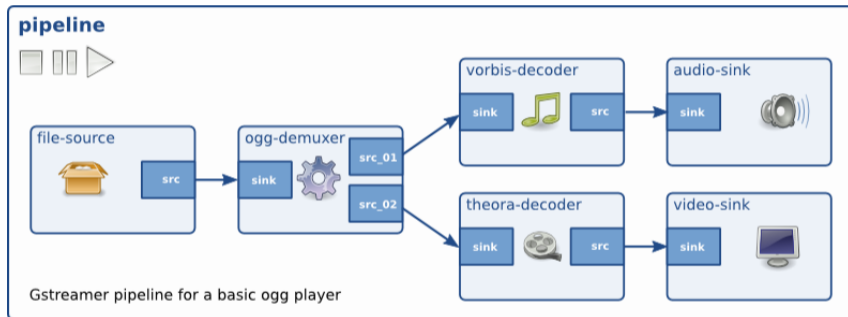 pipeline
file-source
src
ogg-demuxer
sink
src_01
src_02
vorbis-decoder
sink
src
audio-sink
sink
theora-decoder
sink
src
video-sink
sink
Gstreamer pipeline for a basic ogg player